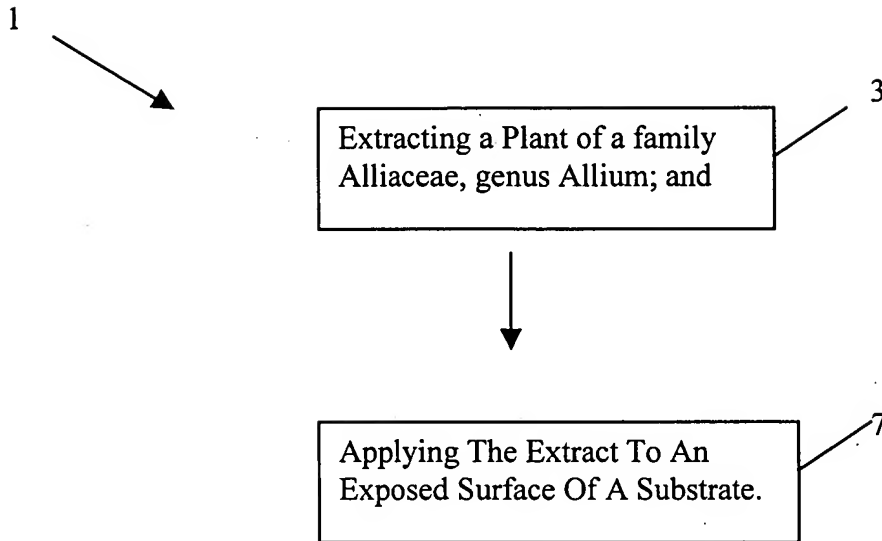 1
3
Extracting a Plant of a family
Alliaceae, genus Allium; and
7
Applying The Extract To An
Exposed Surface Of A Substrate.